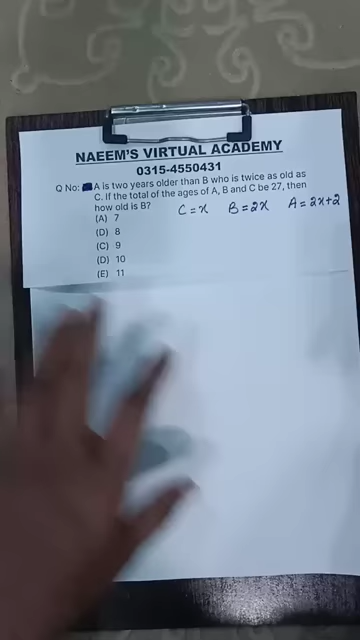 NAEEM'S VIRTUAL ACADEMY
0315-4550431
Q No: A is two years older than B who is twice as old as
C. If the total of the ages of A, B and C be 27, then
how old is B?
C = x B = 2x A = 2x+2
(A) 7
(D) 8
(C) 9
(D) 10
(E) 11